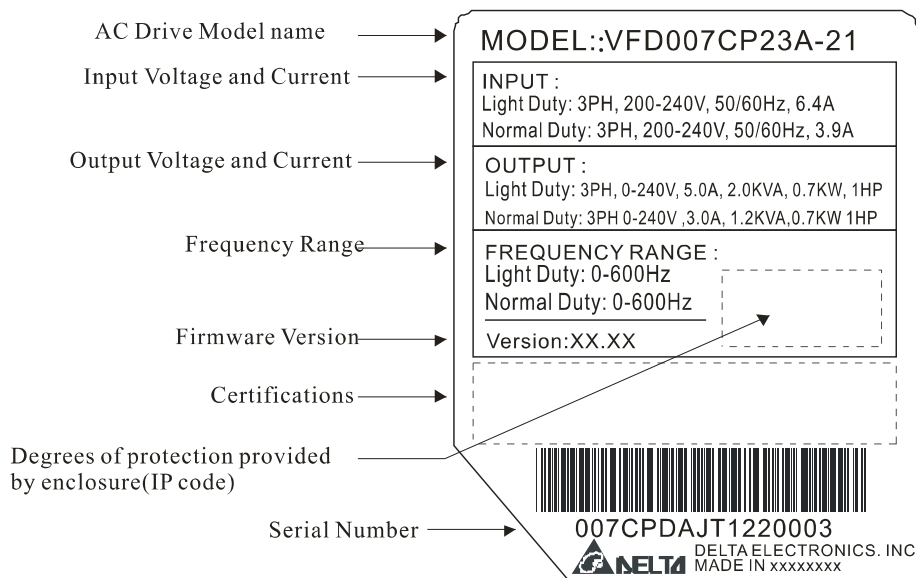 AC Drive Model name
MODEL::VFD007CP23A-21
Input Voltage and Current
INPUT :
Light Duty: 3PH, 200-240V, 50/60Hz, 6.4A
Normal Duty: 3PH, 200-240V, 50/60Hz, 3.9A
Output Voltage and Current
OUTPUT :
Light Duty: 3PH, 0-240V, 5.0A, 2.0KVA, 0.7KW, 1HP
Normal Duty: 3PH 0-240V ,3.0A, 1.2KVA,0.7KW 1HP
Frequency Range
FREQUENCY RANGE :
Light Duty: 0-600Hz
Normal Duty: 0-600Hz
Firmware Version
Version:XX.XX
Certifications
Degrees of protection provided
by enclosure(IP code)
Serial Number
007CPDAJT1220003
DELTA
DELTA ELECTRONICS. INC
MADE IN xxxxxxxx